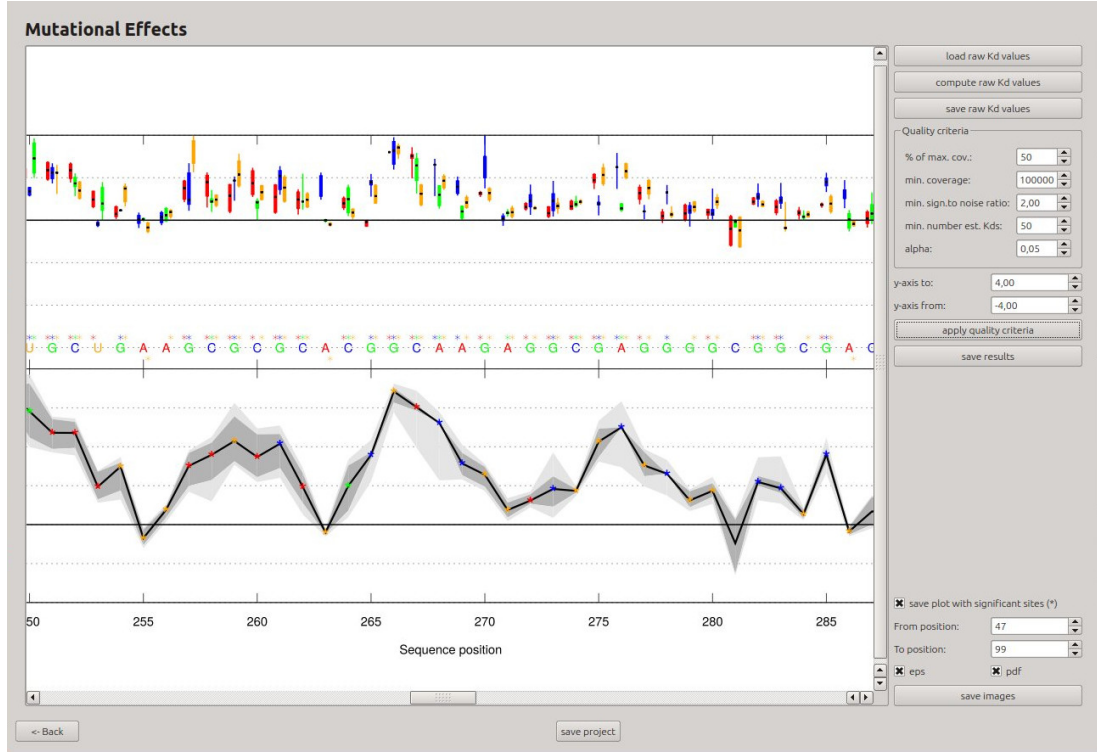 Mutational Effects
load raw Kd values
compute raw Kd values
save raw Kd values
Quality criteria
% of max. cov.: 50
min. coverage: 100000
min. sign.to noise ratio: 2,00
min. number est. Kds: 50
alpha: 0,05
y-axis to: 4,00
y-axis from: -4,00
apply quality criteria
save results
U G C U G A A G C G C G C A C G G C A A G A G G C G A G G G G C G G C G A C
50 255 260 265 270 275 280 285
Sequence position
save plot with significant sites (*)
From position: 47
To position: 99
eps pdf
save images
<- Back
save project